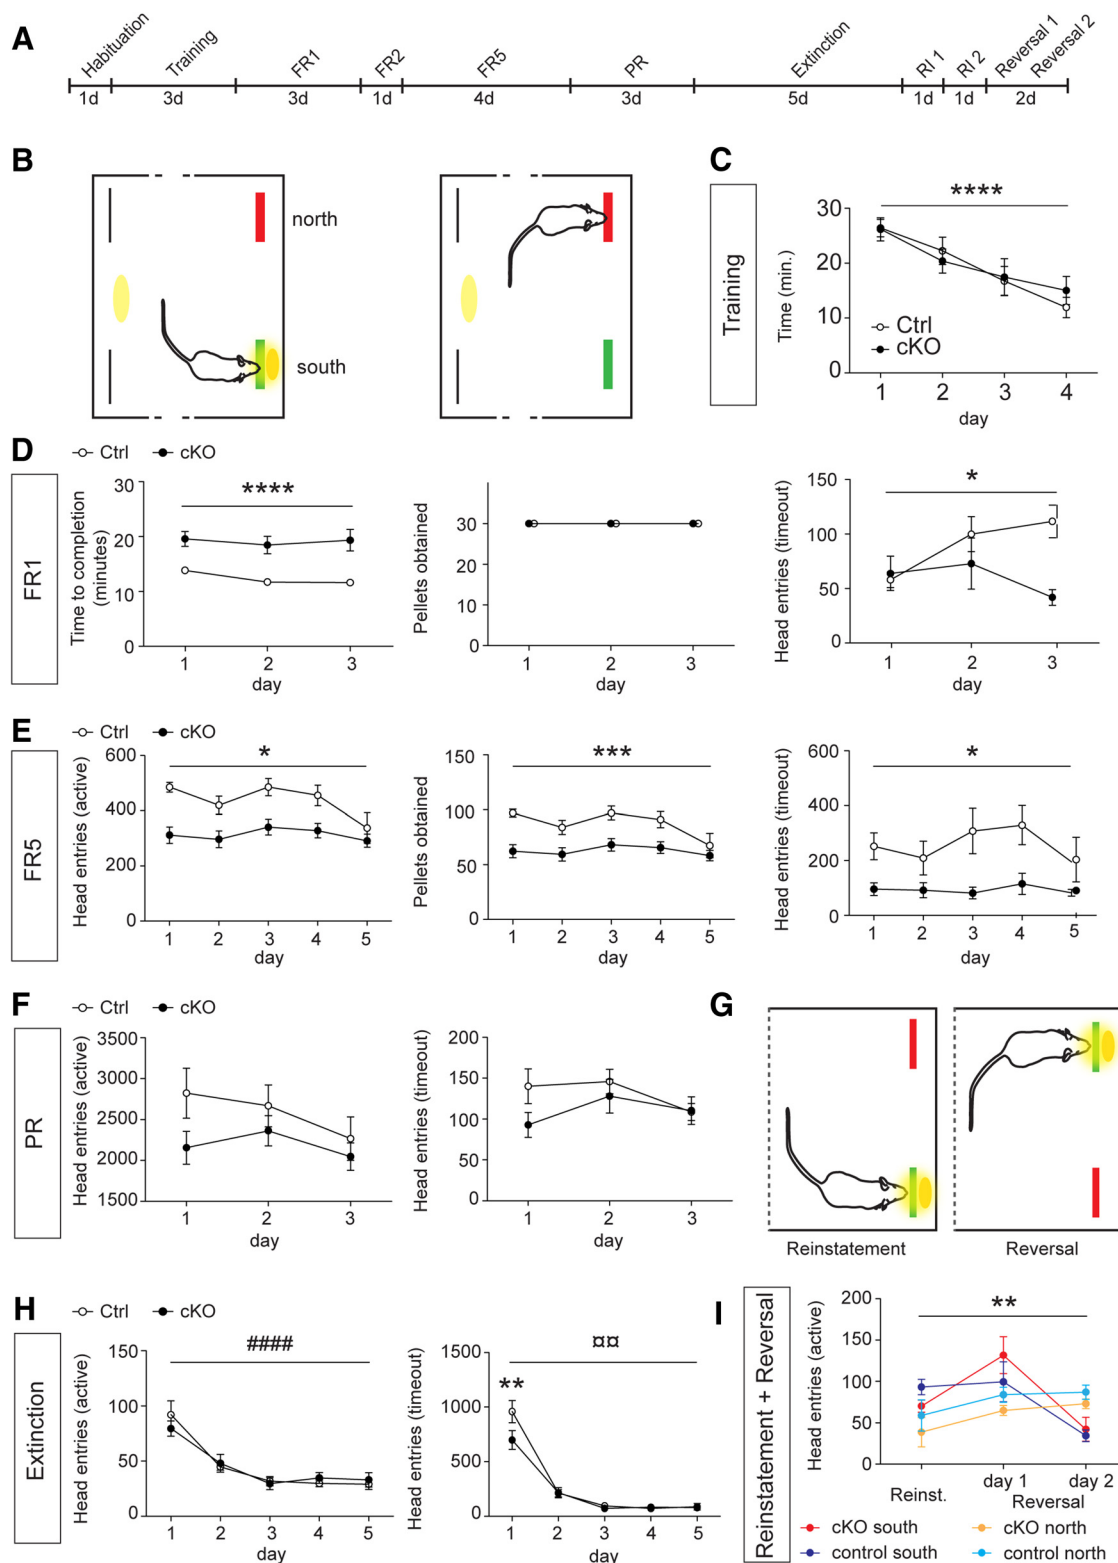 A
Habituation Training FR1 FR2 FR5 PR Extinction RI 1 RI 2 Reversal 1 Reversal 2
1d 3d 3d 1d 4d 3d 5d 1d 1d 2d
B
north
south
C
Training
****
Time (min.)
30
20
10
0
Ctrl
cKO
1 2 3 4
day
D
Ctrl cKO
FR1
Time to completion
(minutes)
30
20
10
0
****
1 2 3
day
Pellets obtained
30
20
10
0
1 2 3
day
Head entries (timeout)
150
100
50
0
*
1 2 3
day
E
Ctrl cKO
FR5
Head entries (active)
600
400
200
0
*
1 2 3 4 5
day
Pellets obtained
150
100
50
0
***
1 2 3 4 5
day
Head entries (timeout)
600
400
200
0
*
1 2 3 4 5
day
F
Ctrl cKO
PR
Head entries (active)
3500
3000
2500
2000
1500
1 2 3
day
Head entries (timeout)
200
150
100
50
0
1 2 3
day
G
Reinstatement Reversal
H
Ctrl cKO
Extinction
Head entries (active)
150
100
50
0
####
1 2 3 4 5
day
Head entries (timeout)
1500
1000
500
0
**
¤¤
1 2 3 4 5
day
I
Reinstatement + Reversal
Head entries (active)
200
150
100
50
0
**
Reinst. day 1 day 2
Reversal
cKO south cKO north
control south control north